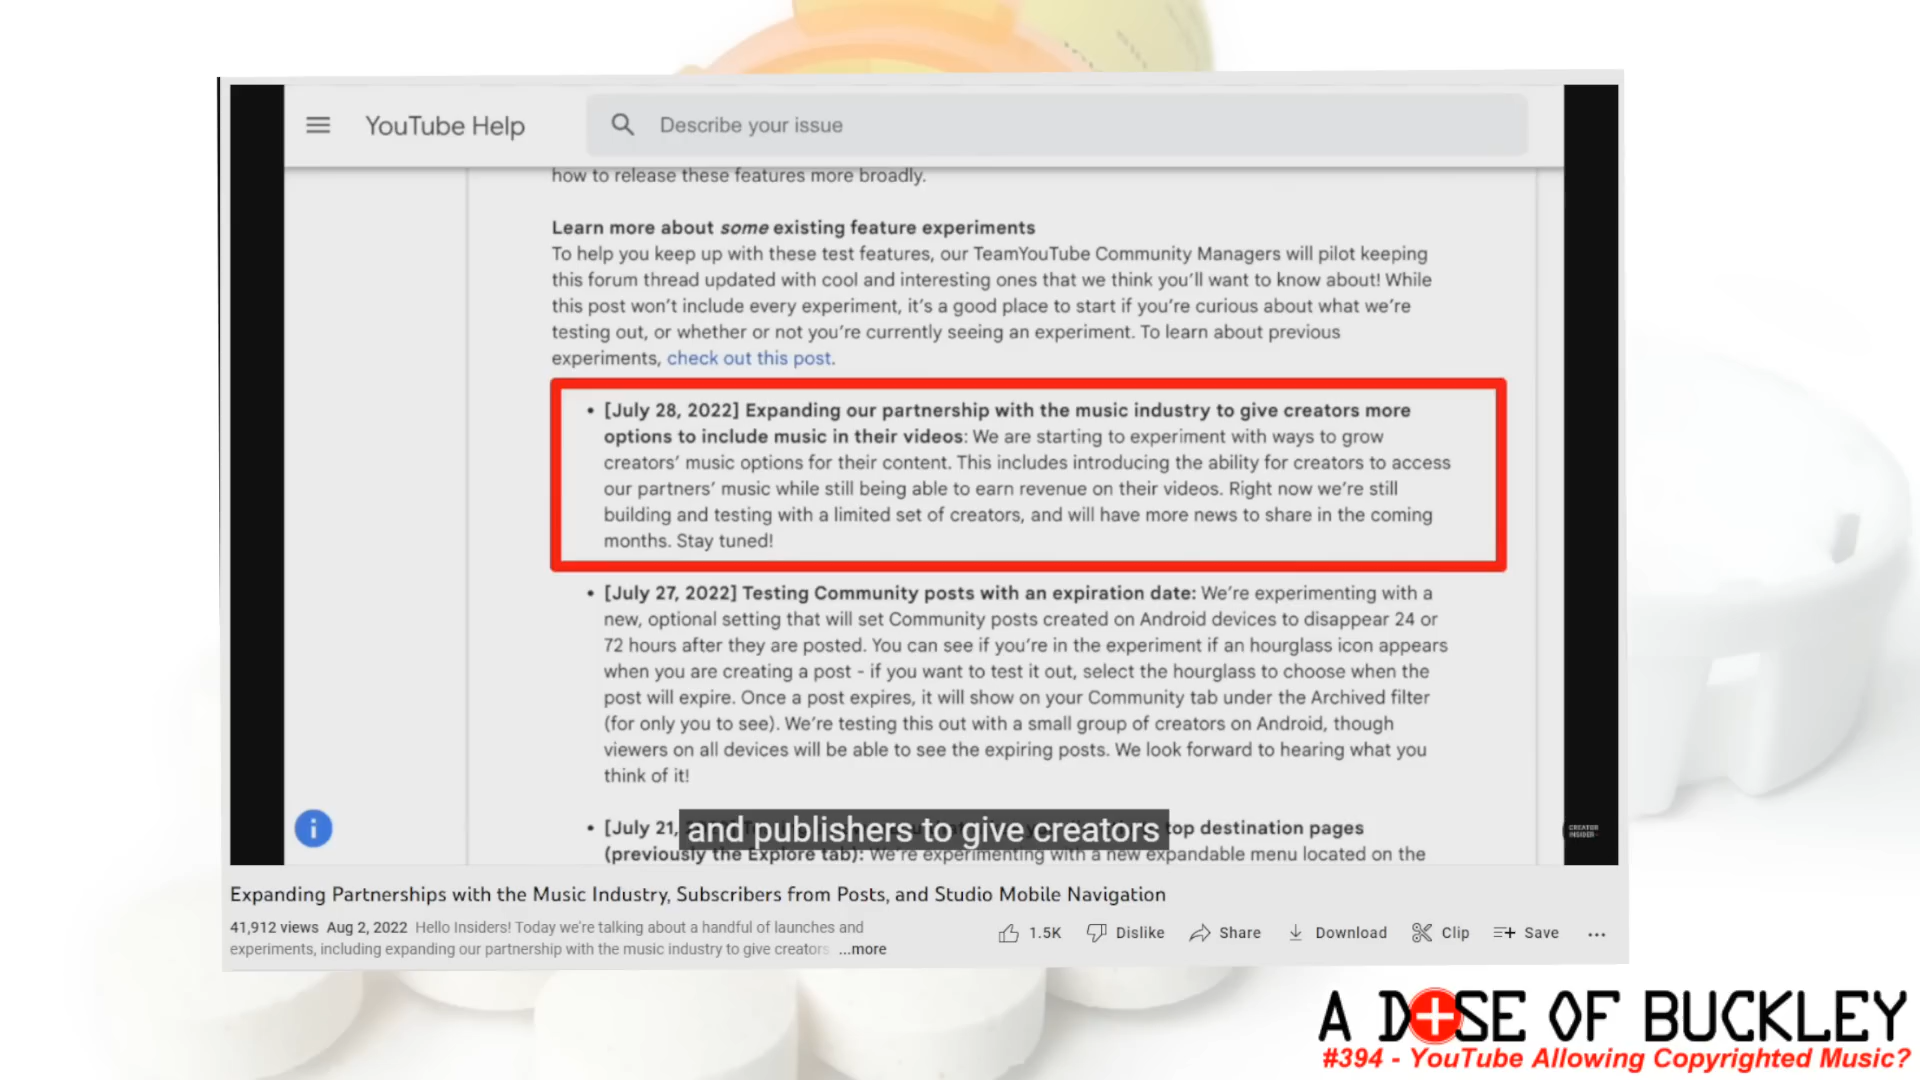 YouTube Help
Describe your issue
how to release these features more broadly.
Learn more about some existing feature experiments
To help you keep up with these test features, our TeamYouTube Community Managers will pilot keeping
this forum thread updated with cool and interesting ones that we think you'll want to know about! While
this post won't include every experiment, it's a good place to start if you're curious about what we're
testing out, or whether or not you're currently seeing an experiment. To learn about previous
experiments, check out this post.
• [July 28, 2022] Expanding our partnership with the music industry to give creators more
options to include music in their videos: We are starting to experiment with ways to grow
creators' music options for their content. This includes introducing the ability for creators to access
our partners' music while still being able to earn revenue on their videos. Right now we're still
building and testing with a limited set of creators, and will have more news to share in the coming
months. Stay tuned!
• [July 27, 2022] Testing Community posts with an expiration date: We're experimenting with a
new, optional setting that will set Community posts created on Android devices to disappear 24 or
72 hours after they are posted. You can see if you're in the experiment if an hourglass icon appears
when you are creating a post - if you want to test it out, select the hourglass to choose when the
post will expire. Once a post expires, it will show on your Community tab under the Archived filter
(for only you to see). We're testing this out with a small group of creators on Android, though
viewers on all devices will be able to see the expiring posts. We look forward to hearing what you
think of it!
• [July 21, top destination pages
and publishers to give creators
(previously the Explore tab): We're experimenting with a new expandable menu located on the
CREATOR
INSIDER
Expanding Partnerships with the Music Industry, Subscribers from Posts, and Studio Mobile Navigation
41,912 views Aug 2, 2022 Hello Insiders! Today we're talking about a handful of launches and
experiments, including expanding our partnership with the music industry to give creators ...more
1.5K Dislike Share Download Clip Save ...
A DOSE OF BUCKLEY
#394 - YouTube Allowing Copyrighted Music?